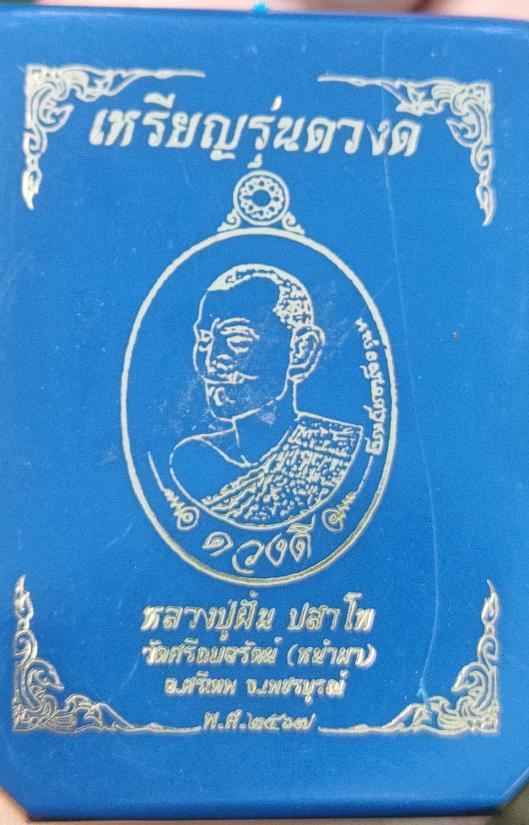 เหรียญรุ่นดวงดี
ดวงดี
หลวงปู่ฝั้น ปสาโท
วัดศรีถมอรัตน์ (หน้าผา)
อ.ศรีเทพ จ.เพชรบูรณ์
พ.ศ.๒๕๖๗